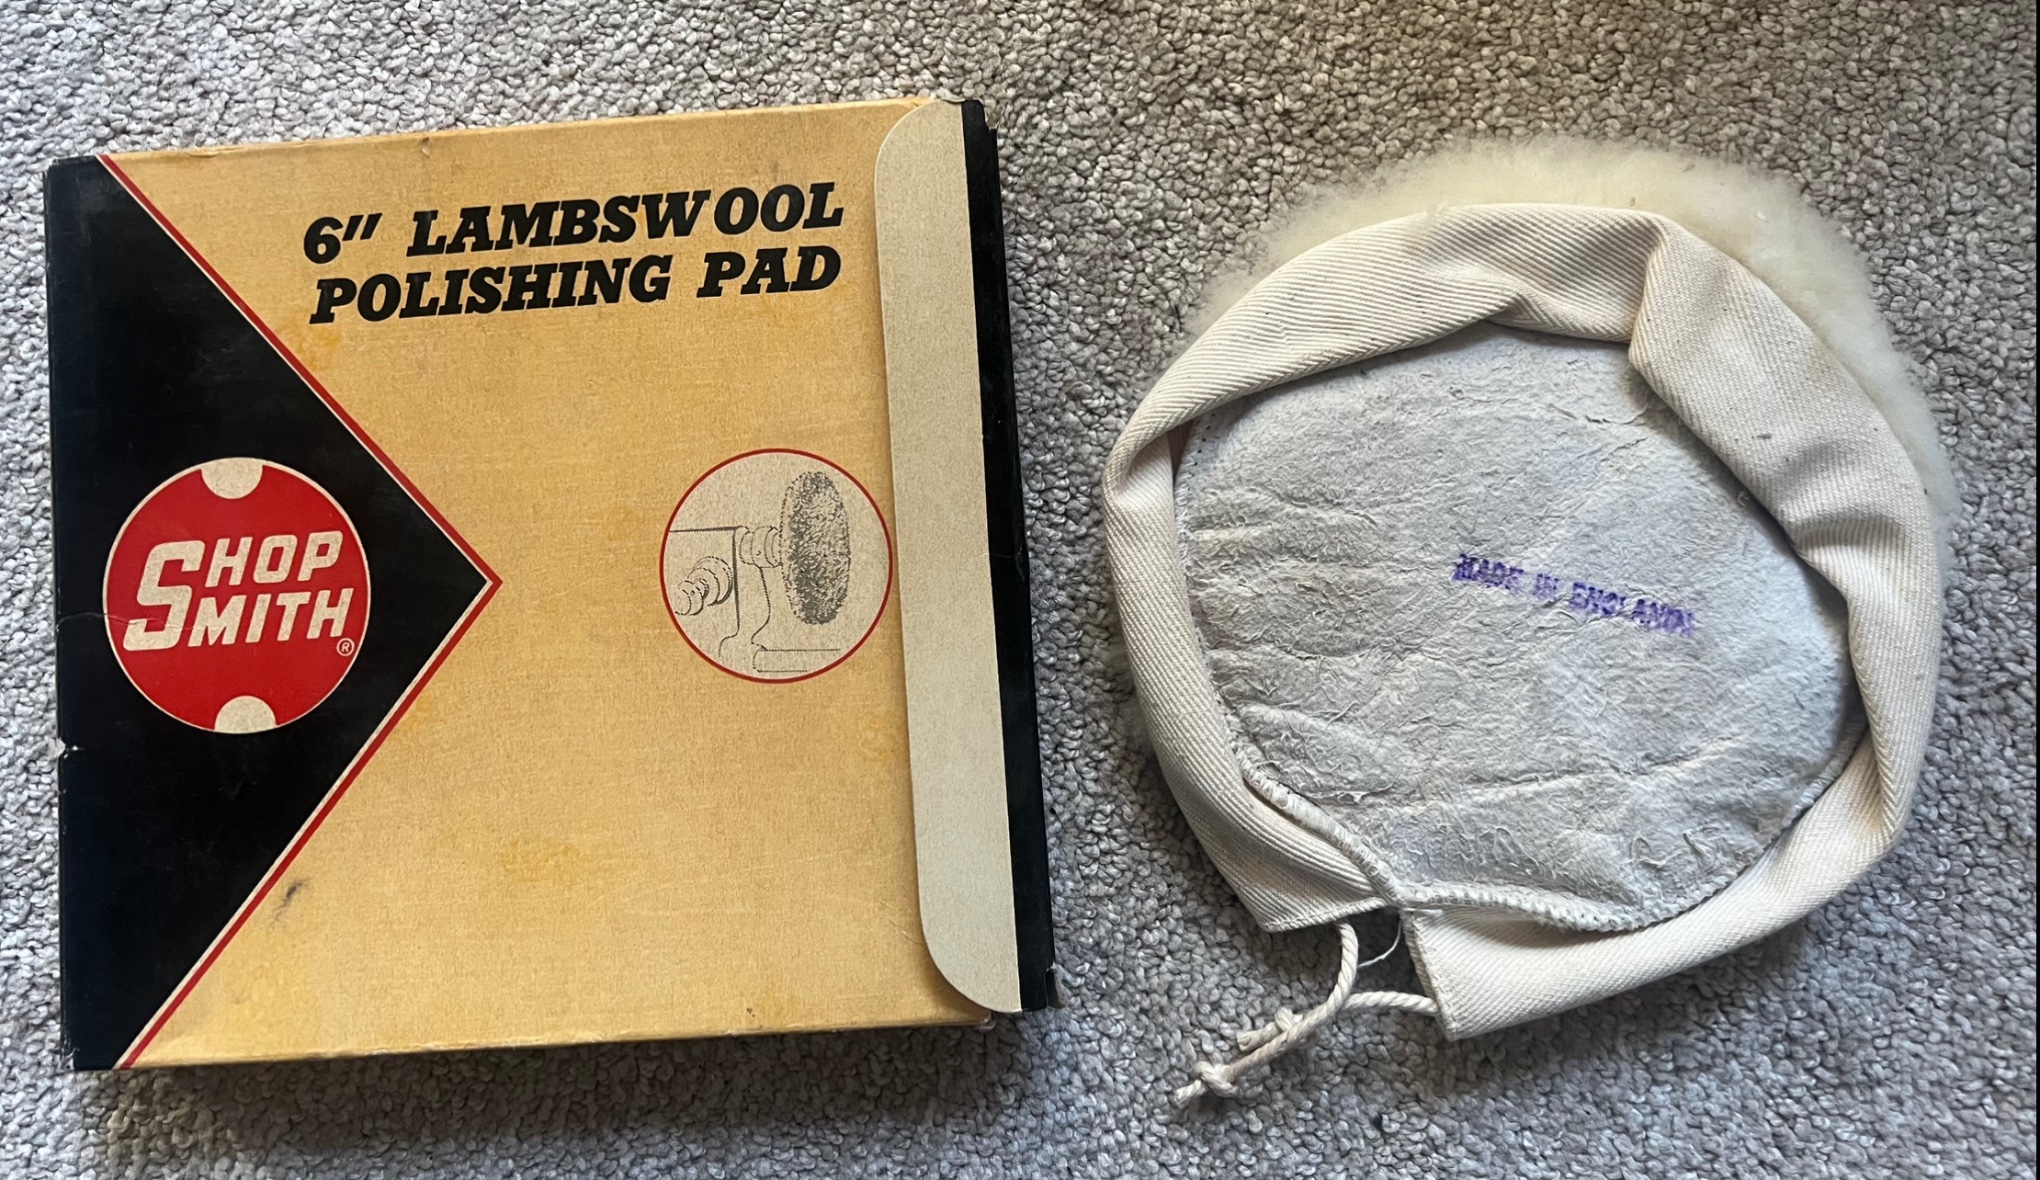 6" LAMBSWOOL
POLISHING PAD
SHOP
SMITH®
MADE IN ENGLAND